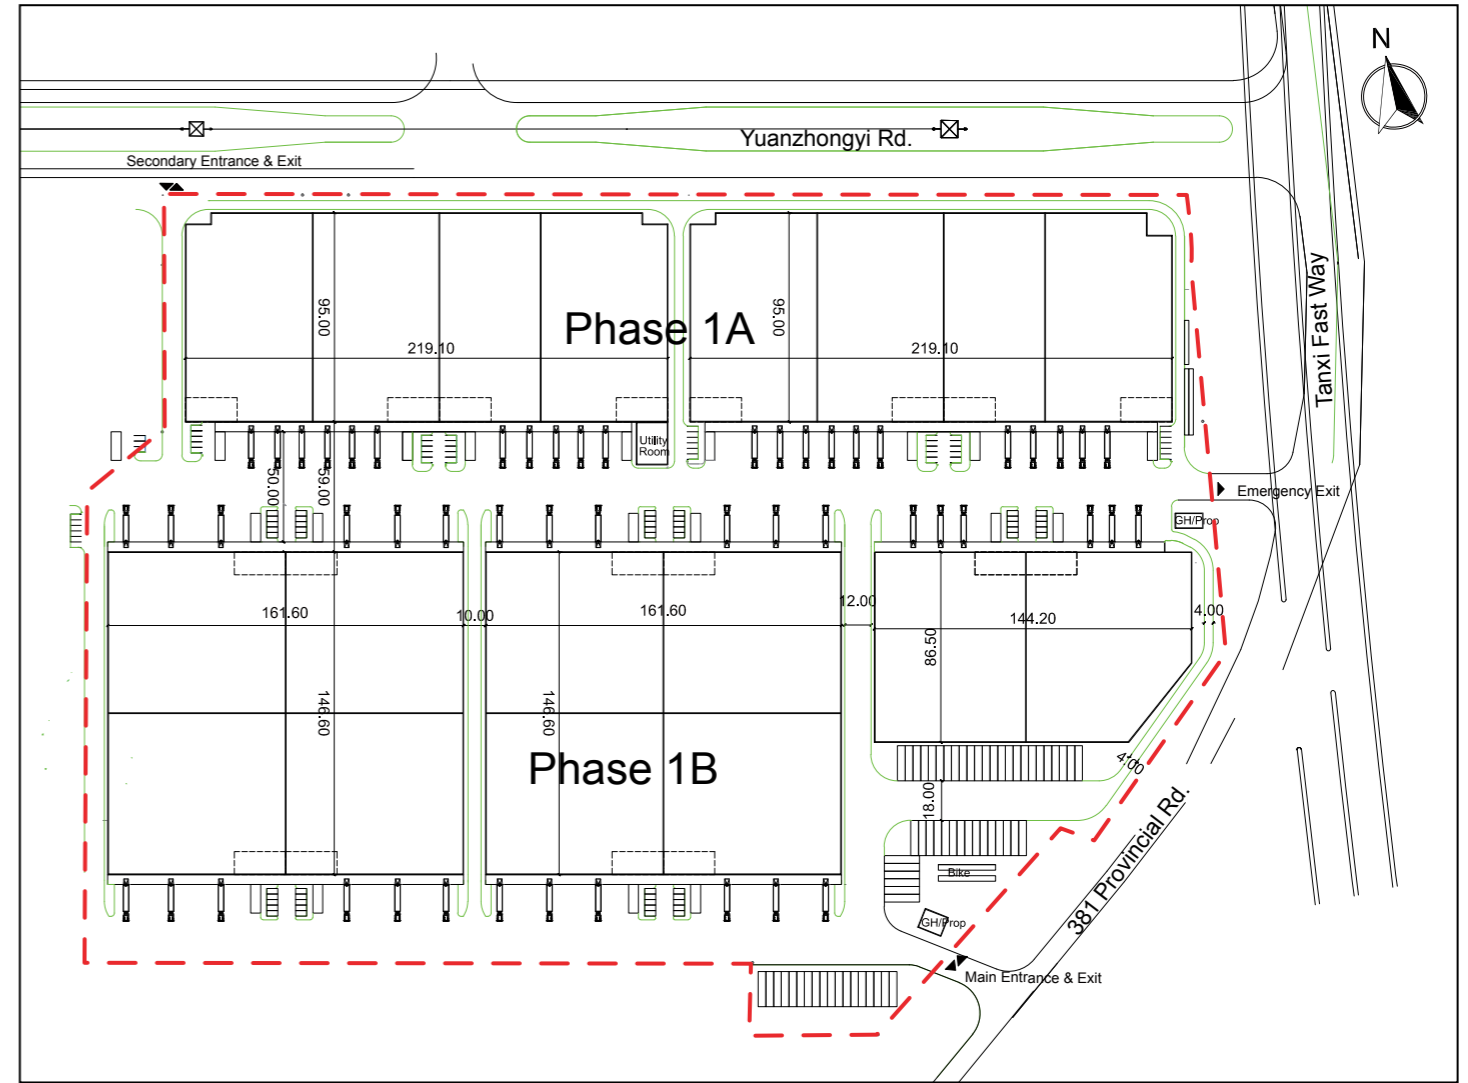 N
Yuanzhongyi Rd.
Secondary Entrance & Exit
Tanxi Fast Way
95.00
Phase 1A
95.00
219.10
219.10
Utility
Room
50.00
59.00
Emergency Exit
GH/Prop
161.60
10.00
161.60
12.00
144.20
4.00
86.50
146.60
146.60
Phase 1B
4.00
18.00
381 Provincial Rd.
Bike
GH/Prop
Main Entrance & Exit